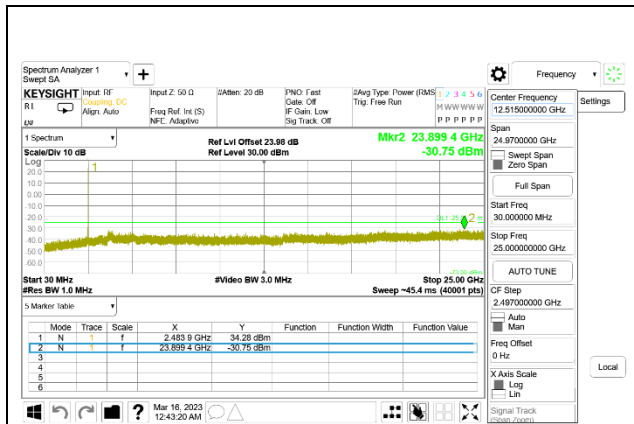 Spectrum Analyzer 1
Swept SA
+
Frequency
KEYSIGHT
Input: RF
Coupling: DC
Align: Auto
Input Z: 50 Ω
Freq Ref: Int (S)
NFE: Adaptive
#Atten: 20 dB
PNO: Fast
Gate: Off
IF Gain: Low
Sig Track: Off
#Avg Type: Power (RMS
Trig: Free Run
1 2 3 4 5 6
M W W W W W
P P P P P P
Center Frequency
12.515000000 GHz
Settings
Span
24.9700000 GHz
Swept Span
Zero Span
Full Span
Start Freq
30.000000 MHz
Stop Freq
25.00000000 GHz
AUTO TUNE
CF Step
2.497000000 GHz
Auto
Man
Freq Offset
0 Hz
X Axis Scale
Log
Lin
Signal Track
(Span Zoom)
Local
1 Spectrum
Scale/Div 10 dB
Ref Lvl Offset 23.98 dB
Ref Level 30.00 dBm
Mkr2 23.899 4 GHz
-30.75 dBm
Log
20.0
10.0
0.00
-10.0
-20.0
-30.0
-40.0
-50.0
-60.0
1
2
Start 30 MHz
#Res BW 1.0 MHz
#Video BW 3.0 MHz
Stop 25.00 GHz
Sweep ~45.4 ms (40001 pts)
5 Marker Table
Mode Trace Scale X Y Function Function Width Function Value
1 N 1 f 2.483 9 GHz 34.28 dBm
2 N 1 f 23.899 4 GHz -30.75 dBm
3
4
5
6
?
Mar 16, 2023
12:43:20 AM